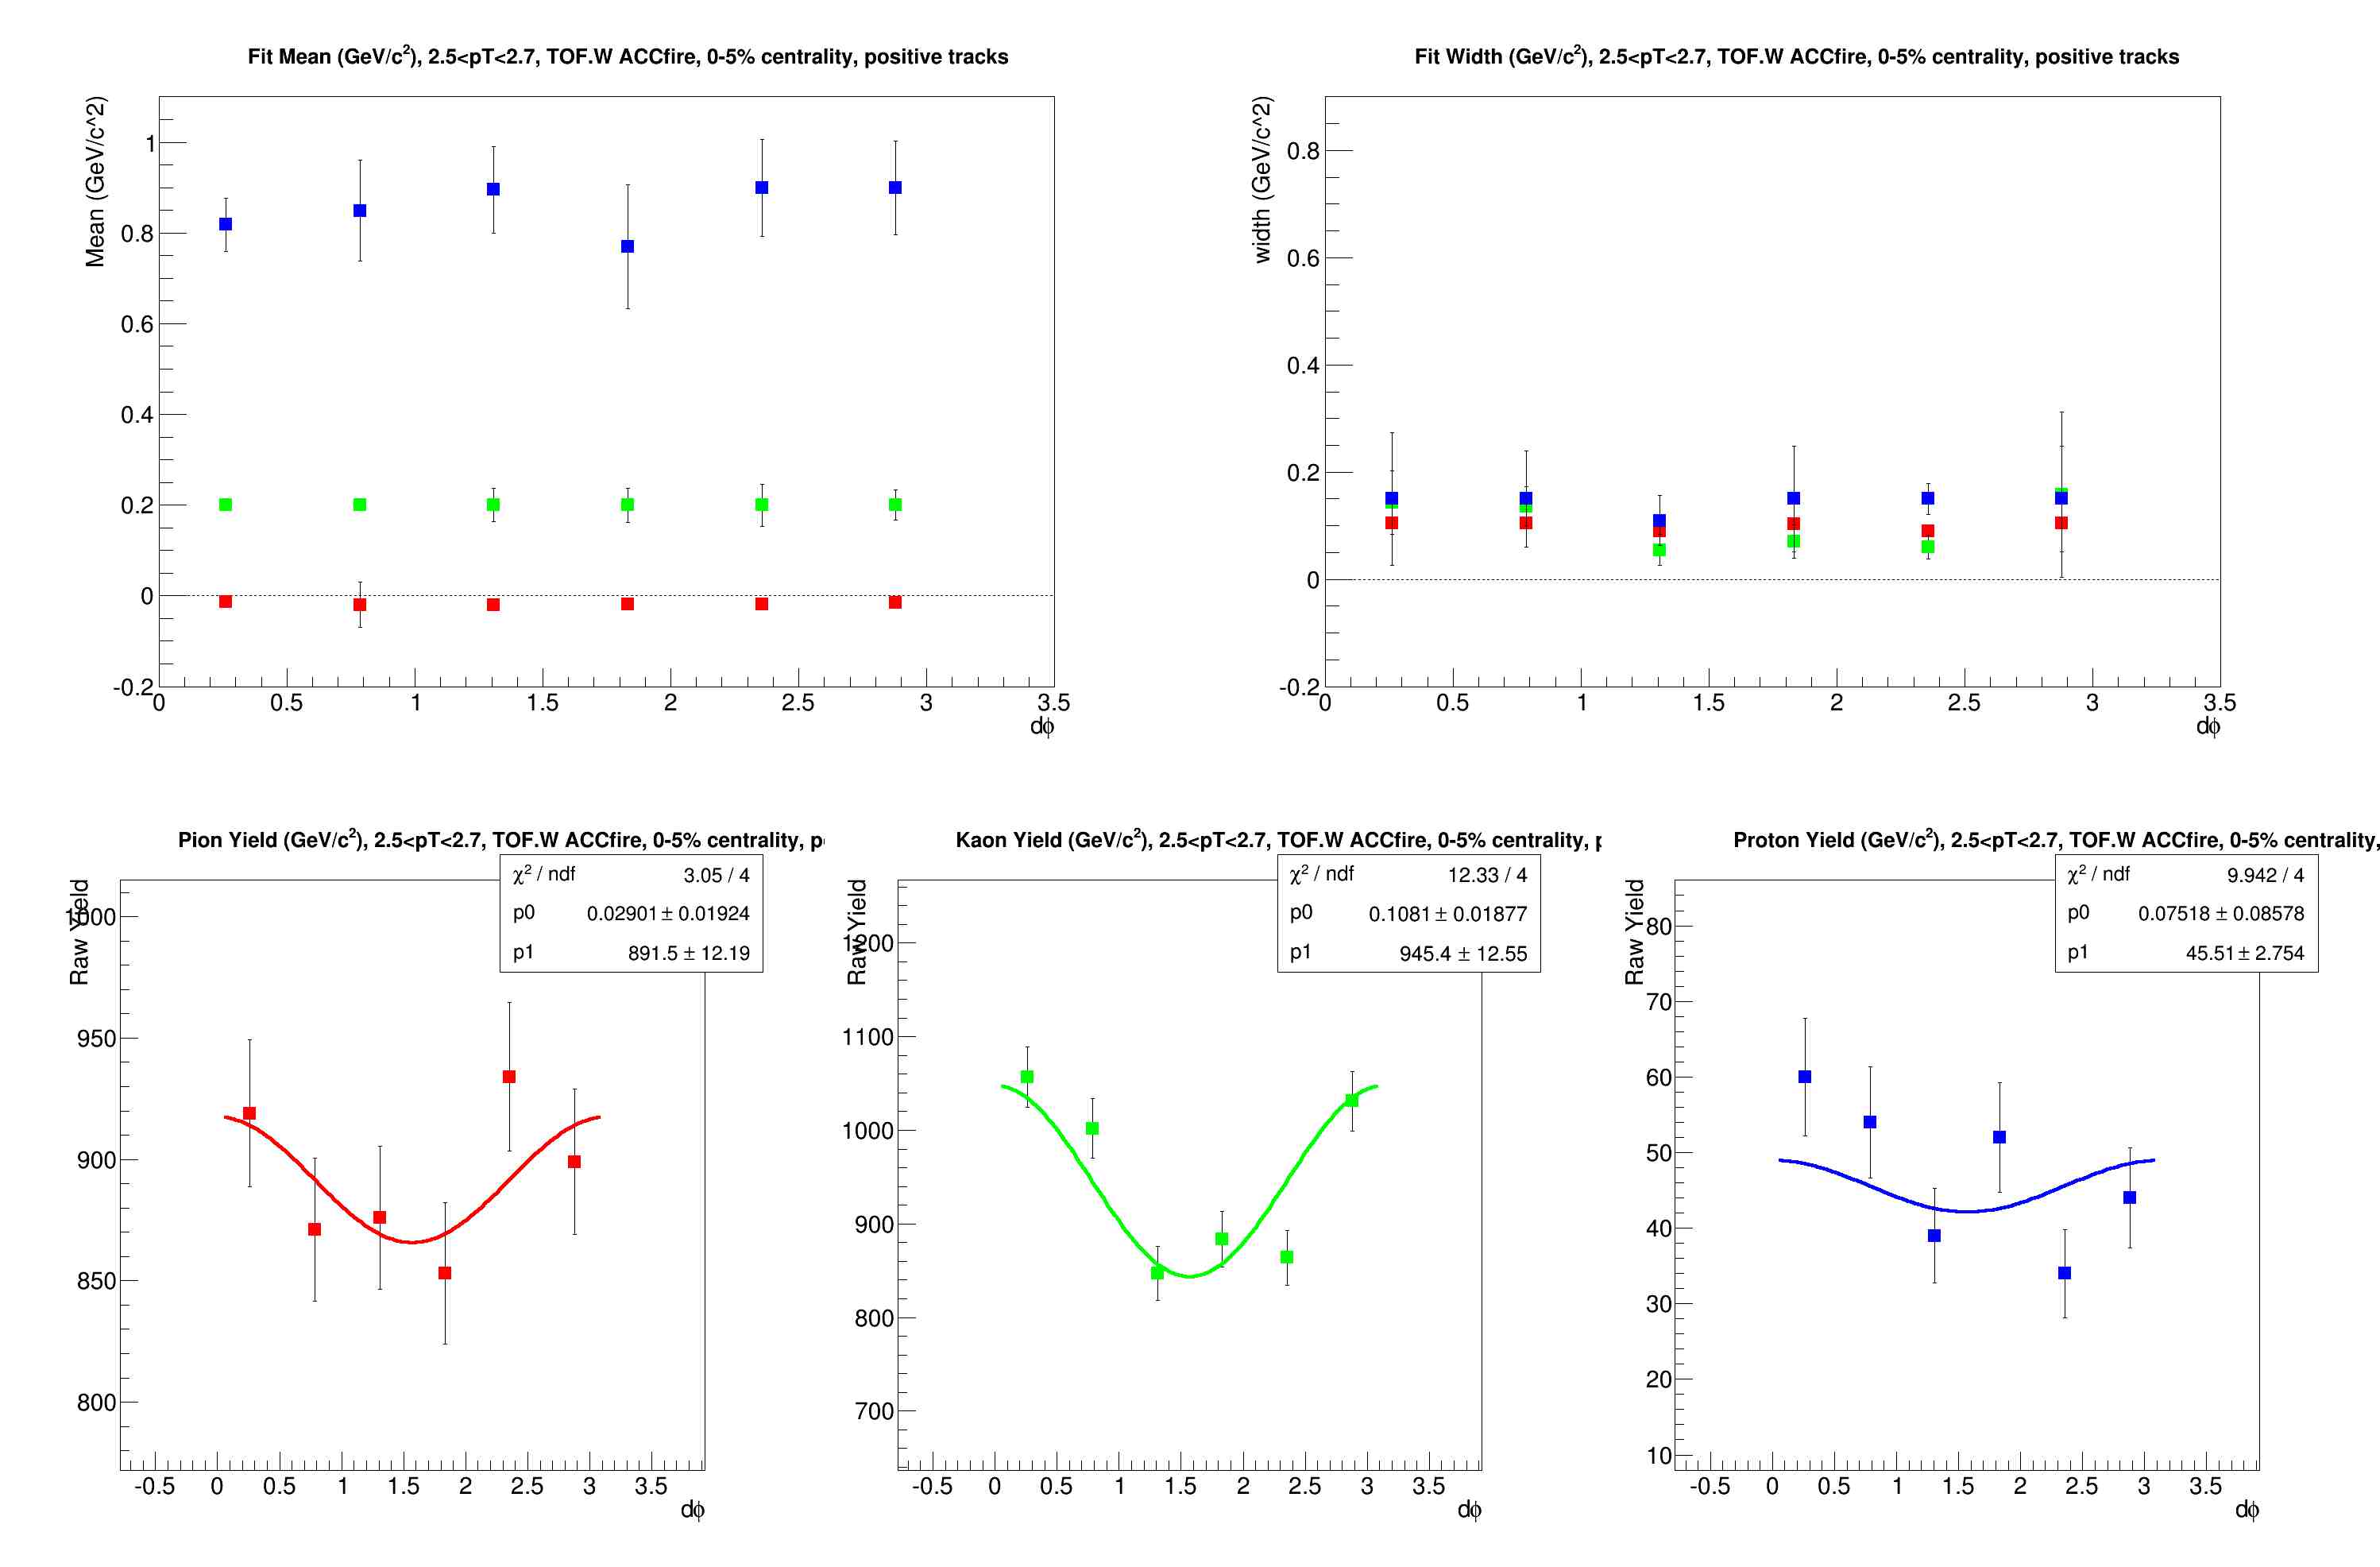 Fit Mean (GeV/c2), 2.5<pT<2.7, TOF.W ACCfire, 0-5% centrality, positive tracks
Mean (GeV/c^2)
1
0.8
0.6
0.4
0.2
0
-0.2
0 0.5 1 1.5 2 2.5 3 3.5
dϕ
Fit Width (GeV/c2), 2.5<pT<2.7, TOF.W ACCfire, 0-5% centrality, positive tracks
width (GeV/c^2)
0.8
0.6
0.4
0.2
0
-0.2
0 0.5 1 1.5 2 2.5 3 3.5
dϕ
Pion Yield (GeV/c2), 2.5<pT<2.7, TOF.W ACCfire, 0-5% centrality, p
χ2 / ndf 3.05 / 4
p0 0.02901 ± 0.01924
p1 891.5 ± 12.19
Raw Yield
1000
950
900
850
800
-0.5 0 0.5 1 1.5 2 2.5 3 3.5
dϕ
Kaon Yield (GeV/c2), 2.5<pT<2.7, TOF.W ACCfire, 0-5% centrality, p
χ2 / ndf 12.33 / 4
p0 0.1081 ± 0.01877
p1 945.4 ± 12.55
Raw Yield
1200
1100
1000
900
800
700
-0.5 0 0.5 1 1.5 2 2.5 3 3.5
dϕ
Proton Yield (GeV/c2), 2.5<pT<2.7, TOF.W ACCfire, 0-5% centrality,
χ2 / ndf 9.942 / 4
p0 0.07518 ± 0.08578
p1 45.51 ± 2.754
Raw Yield
80
70
60
50
40
30
20
10
-0.5 0 0.5 1 1.5 2 2.5 3 3.5
dϕ